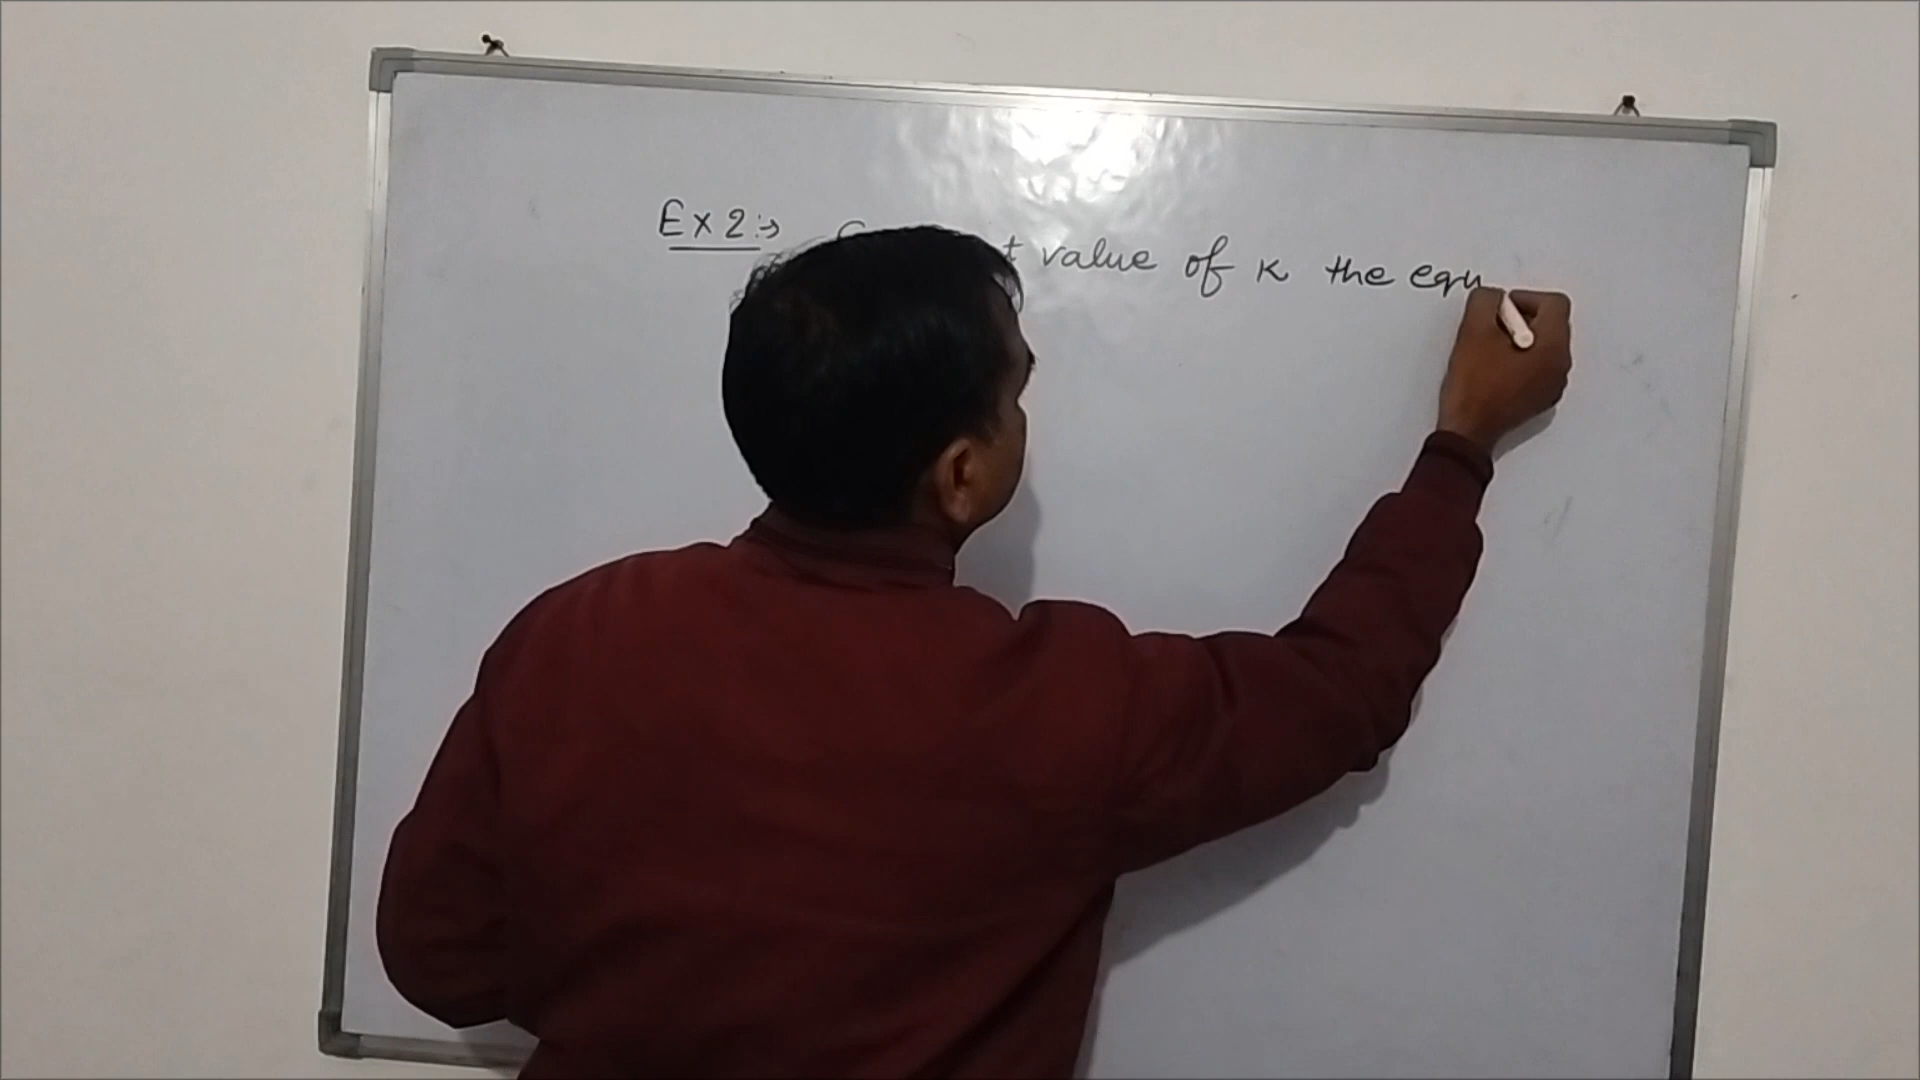 Ex 2:→ value of K the equ